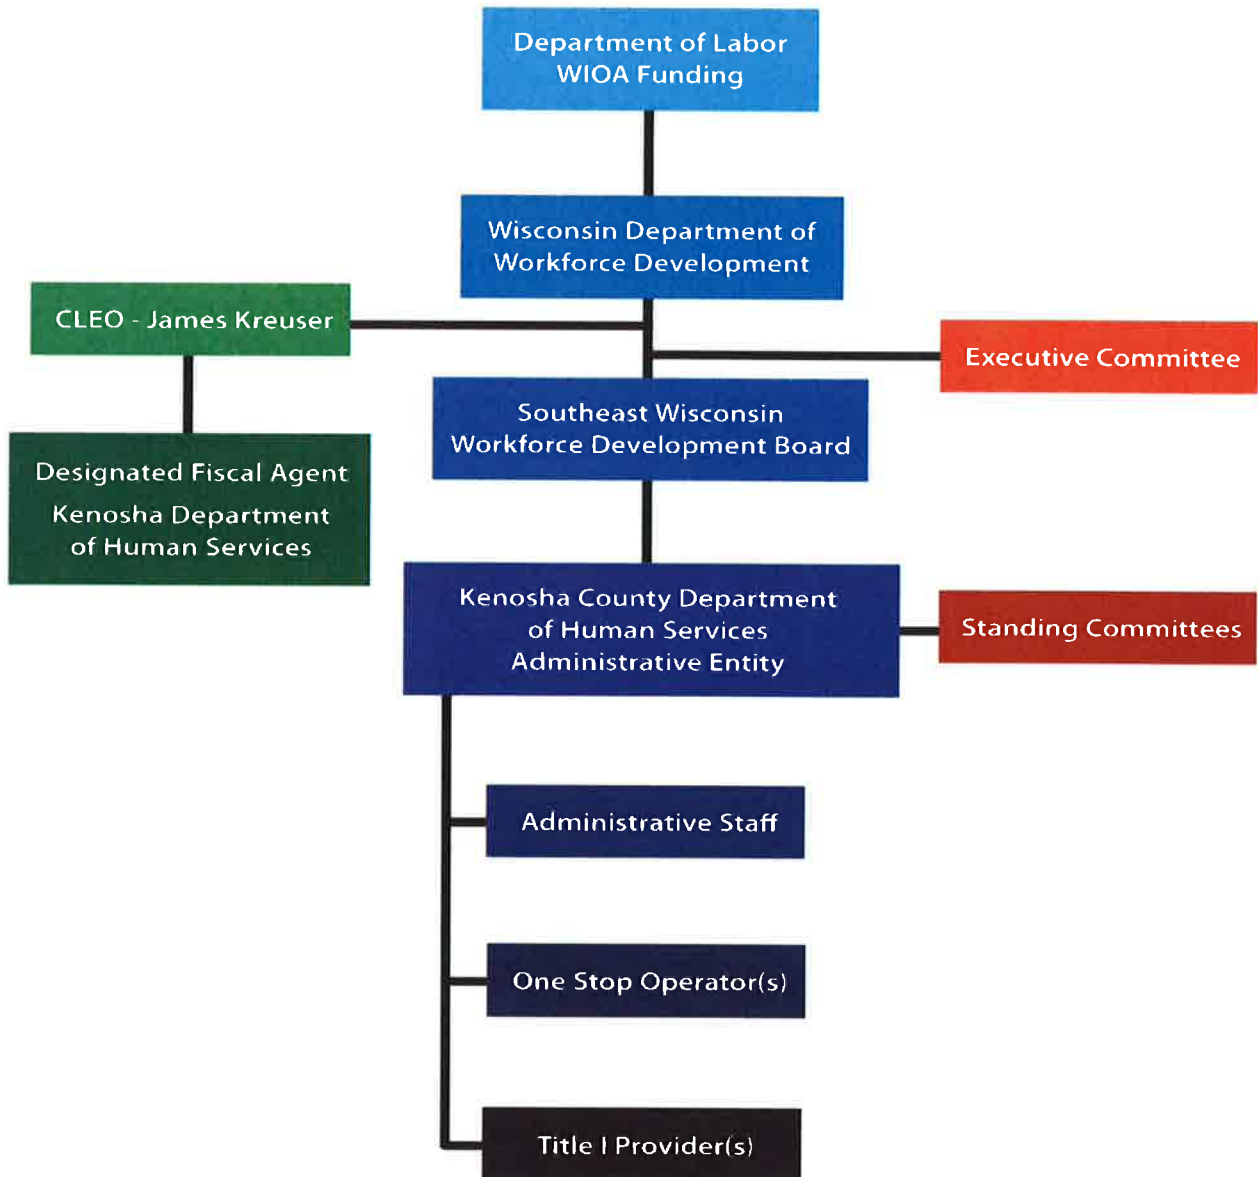 Department of Labor
WIOA Funding
Wisconsin Department of
Workforce Development
CLEO - James Kreuser
Executive Committee
Southeast Wisconsin
Workforce Development Board
Designated Fiscal Agent
Kenosha Department
of Human Services
Kenosha County Department
of Human Services
Administrative Entity
Standing Committees
Administrative Staff
One Stop Operator(s)
Title I Provider(s)